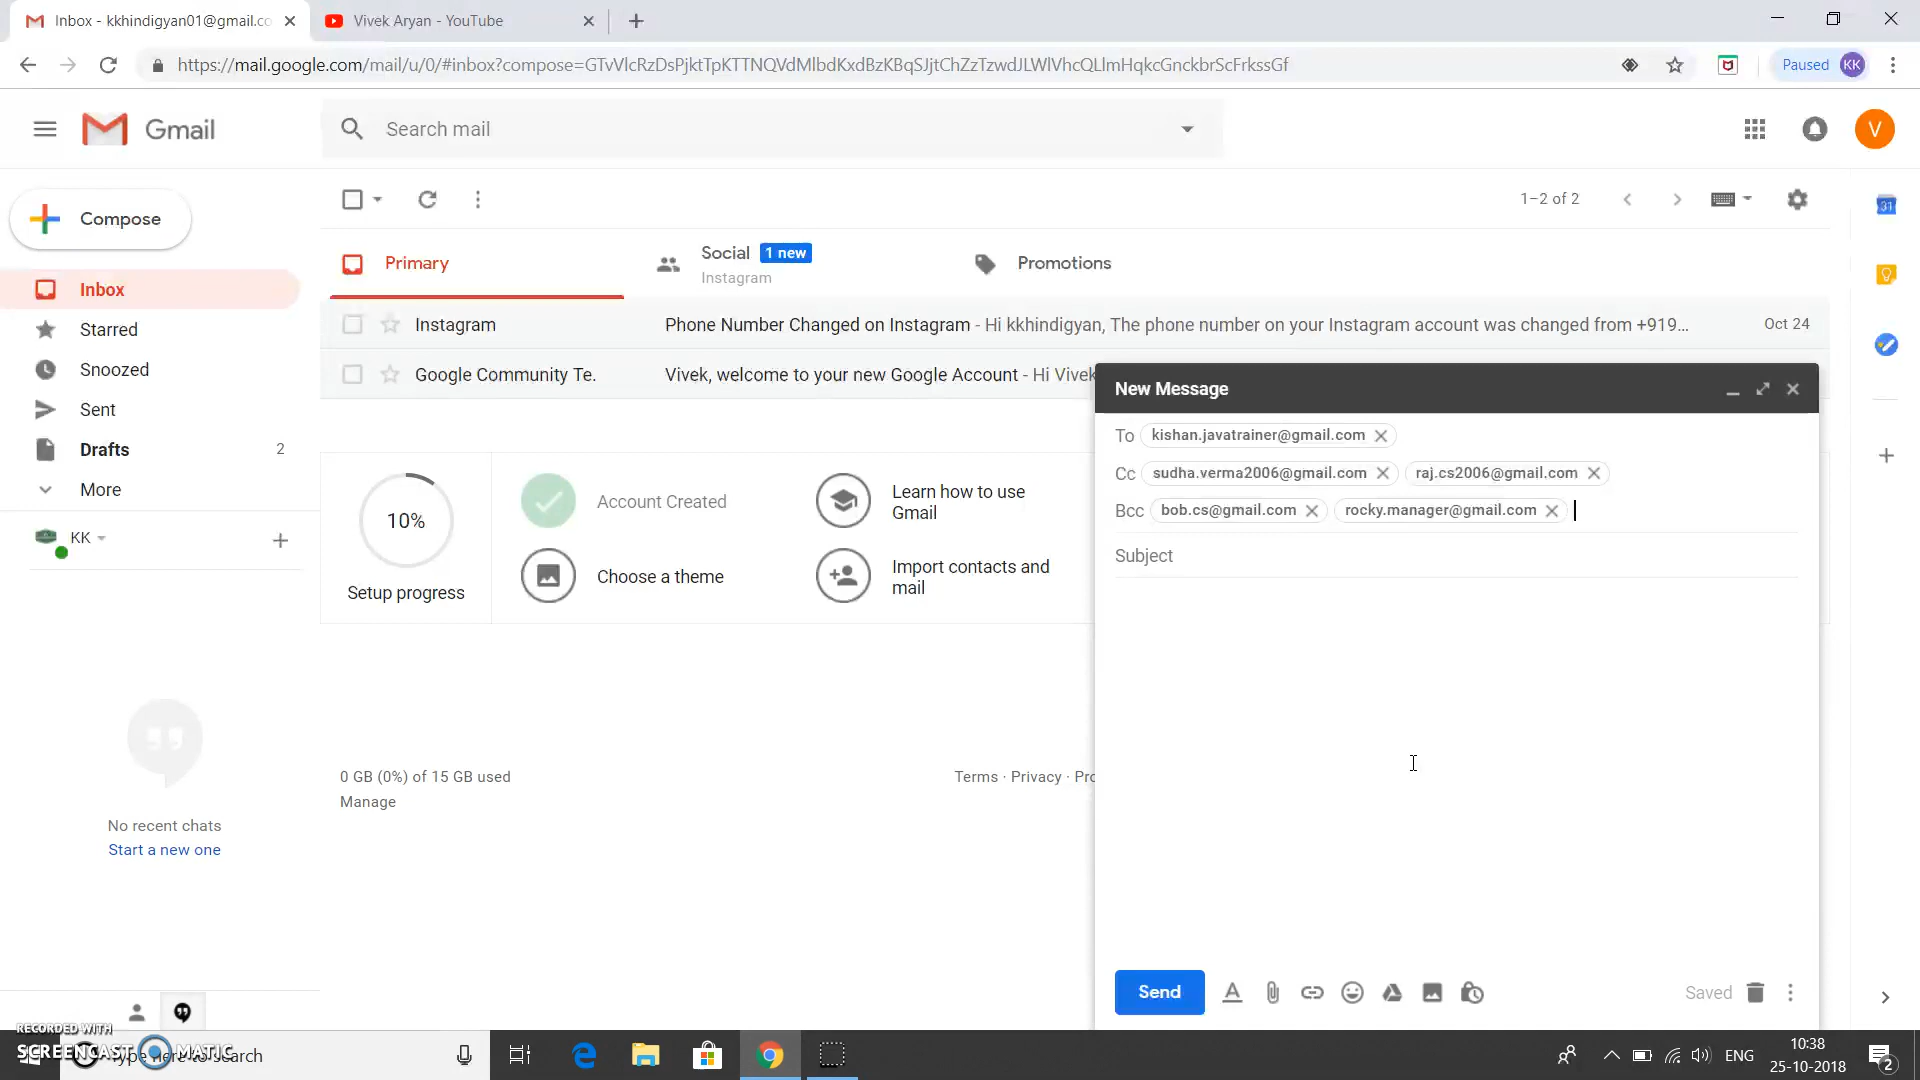 Inbox - kkhindigyan01@gmail.co
Vivek Aryan - YouTube
https://mail.google.com/mail/u/0/#inbox?compose=GTvVlcRzDsPjktTpKTTNQVdMlbdKxdBzKBqSJjtChZzTzwdJLWlVhcQLlmHqkcGnckbrScFrkssGf
Paused KK
Gmail
Search mail
V
Compose
1–2 of 2
31
Primary
Social 1 new
Instagram
Promotions
Inbox
Starred
Snoozed
Sent
Drafts 2
More
KK
Instagram Phone Number Changed on Instagram - Hi kkhindigyan, The phone number on your Instagram account was changed from +919... Oct 24
Google Community Te. Vivek, welcome to your new Google Account - Hi Vivek
10%
Setup progress
Account Created
Learn how to use
Gmail
Choose a theme
Import contacts and
mail
0 GB (0%) of 15 GB used
Manage
Terms · Privacy · Pro
No recent chats
Start a new one
New Message
To kishan.javatrainer@gmail.com
Cc sudha.verma2006@gmail.com raj.cs2006@gmail.com
Bcc bob.cs@gmail.com rocky.manager@gmail.com
Subject
Send
Saved
RECORDED WITH
SCREENCAST MATIC
Type here to search
ENG
10:38
25-10-2018
2